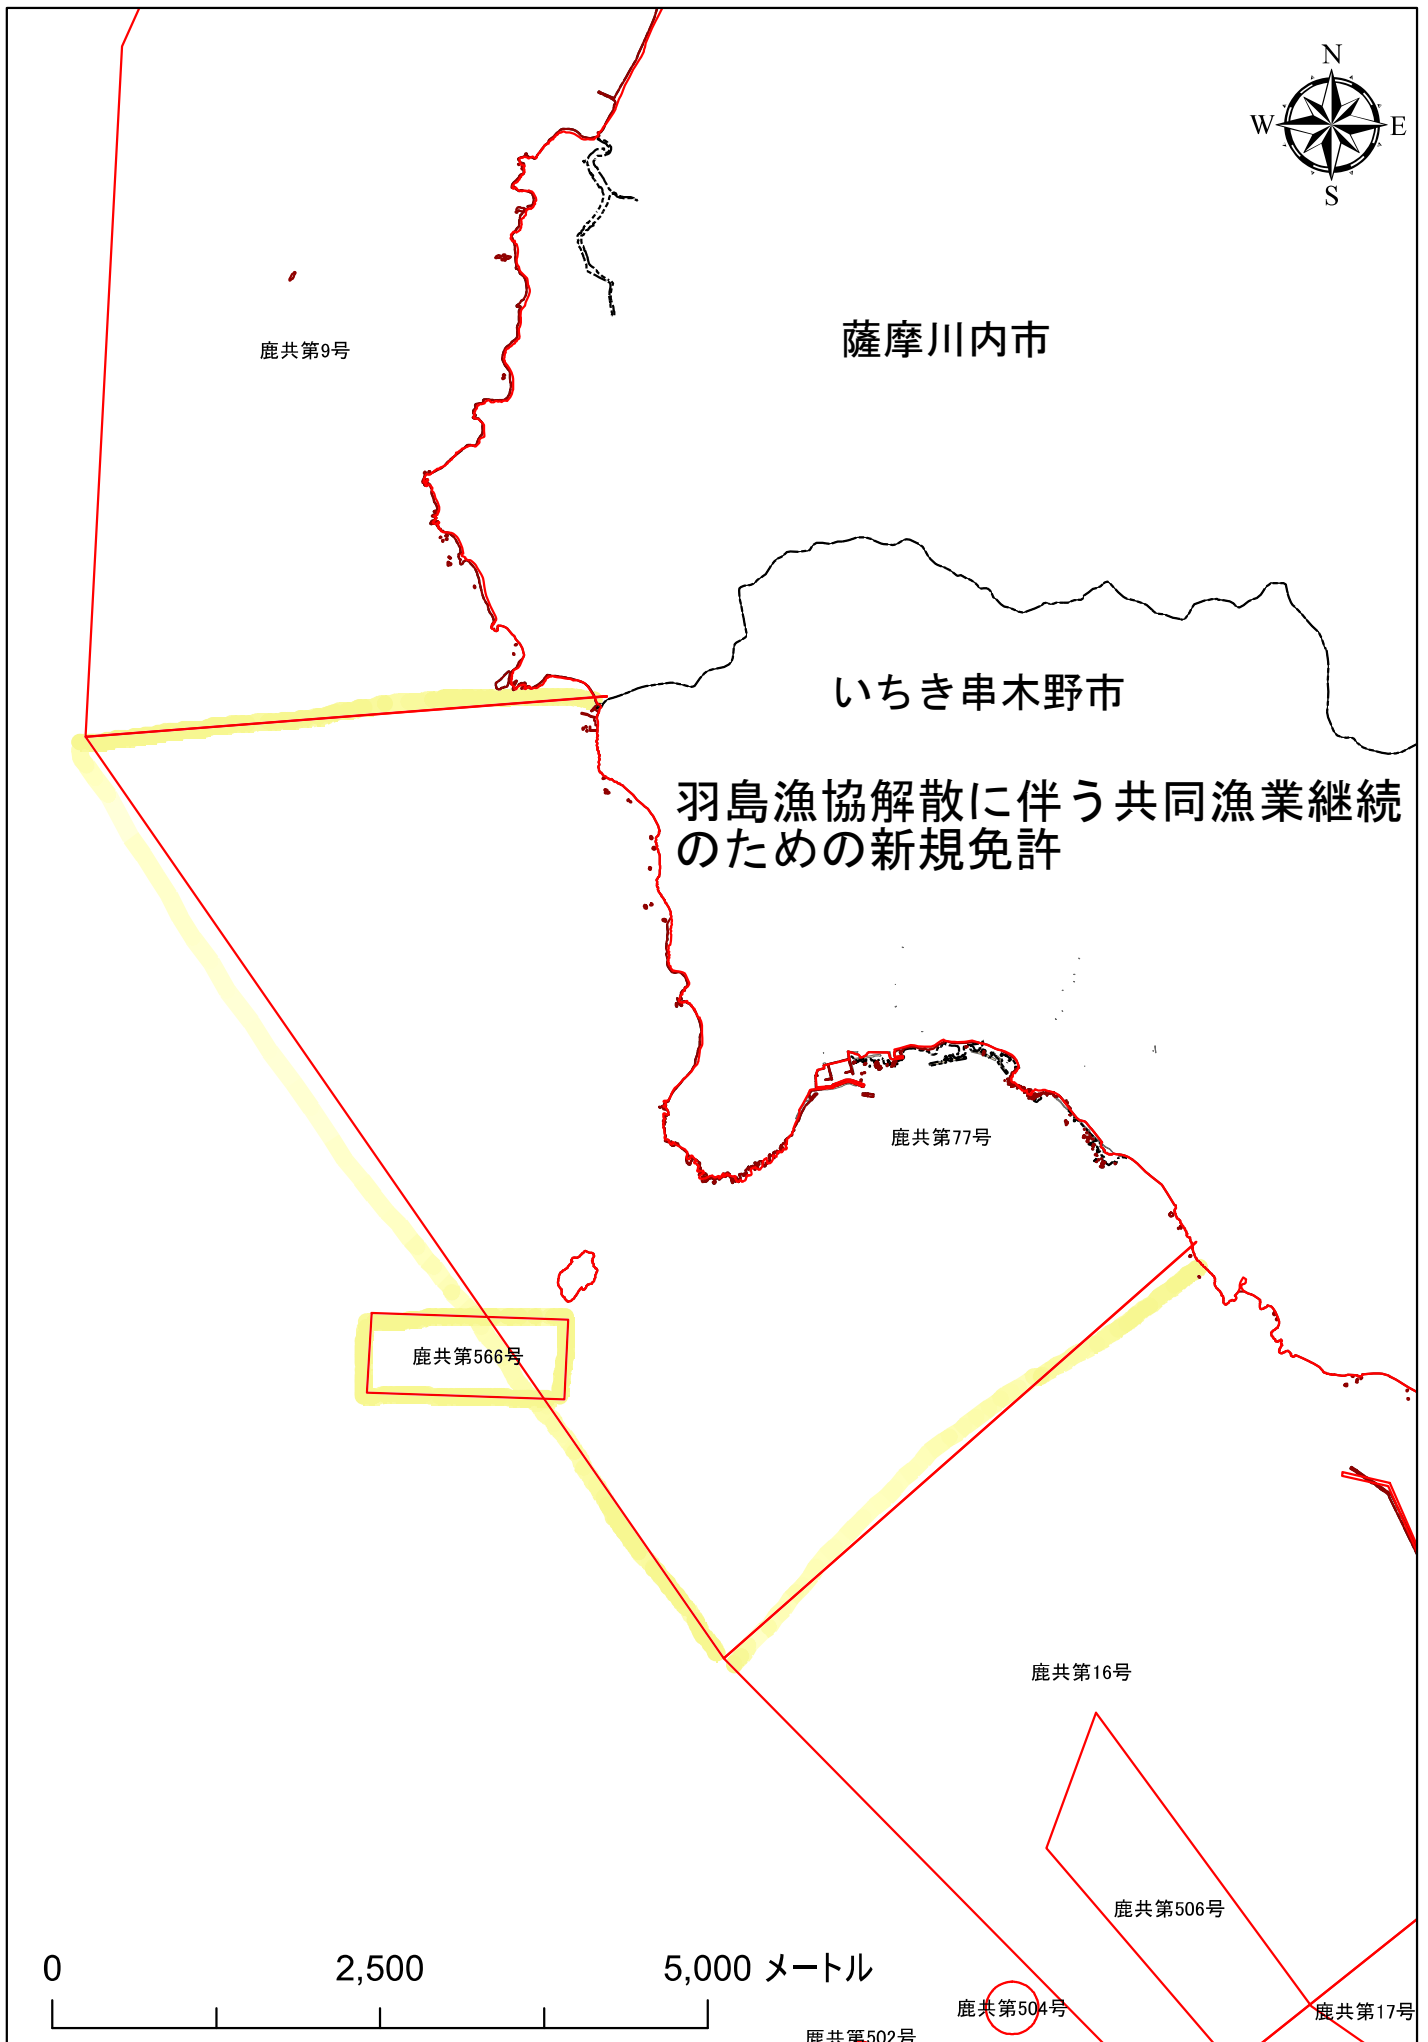 N
W
E
S
薩摩川内市
鹿共第9号
いちき串木野市
羽島漁協解散に伴う共同漁業継続
のための新規免許
鹿共第77号
鹿共第566号
鹿共第16号
鹿共第506号
0
2,500
5,000 メートル
鹿共第504号
鹿共第17号
鹿共第502号